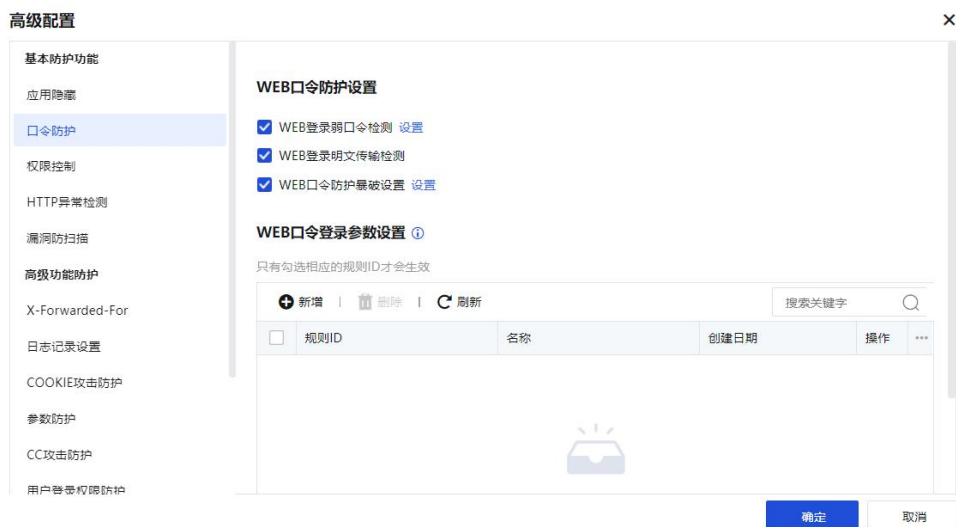 高级配置
基本防护功能
应用隐藏
口令防护
权限控制
HTTP异常检测
漏洞防扫描
高级功能防护
X-Forwarded-For
日志记录设置
COOKIE攻击防护
参数防护
CC攻击防护
用户登录权限防护
WEB口令防护设置
WEB登录弱口令检测 设置
WEB登录明文传输检测
WEB口令防护暴破设置 设置
WEB口令登录参数设置
只有勾选相应的规则ID才会生效
新增 删除 刷新 搜索关键字
规则ID 名称 创建日期 操作
确定 取消